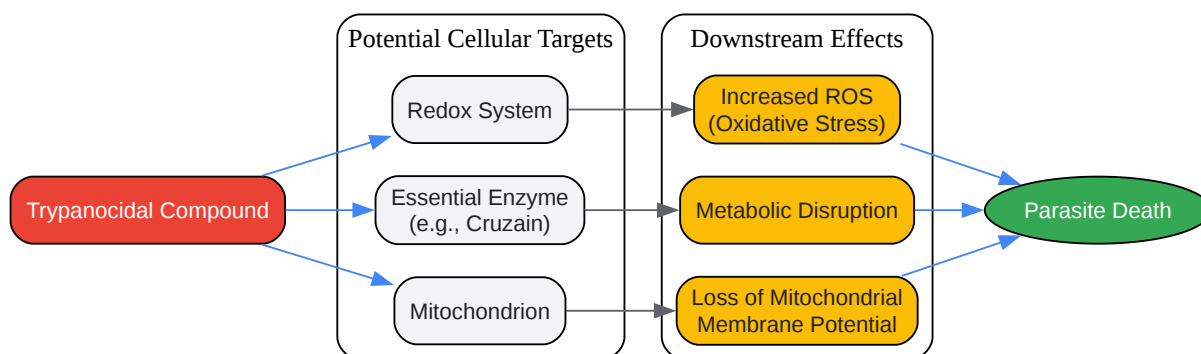 Potential Cellular Targets
Downstream Effects
Redox System
Increased ROS
(Oxidative Stress)
Trypanocidal Compound
Essential Enzyme
(e.g., Cruzain)
Metabolic Disruption
Parasite Death
Mitochondrion
Loss of Mitochondrial
Membrane Potential